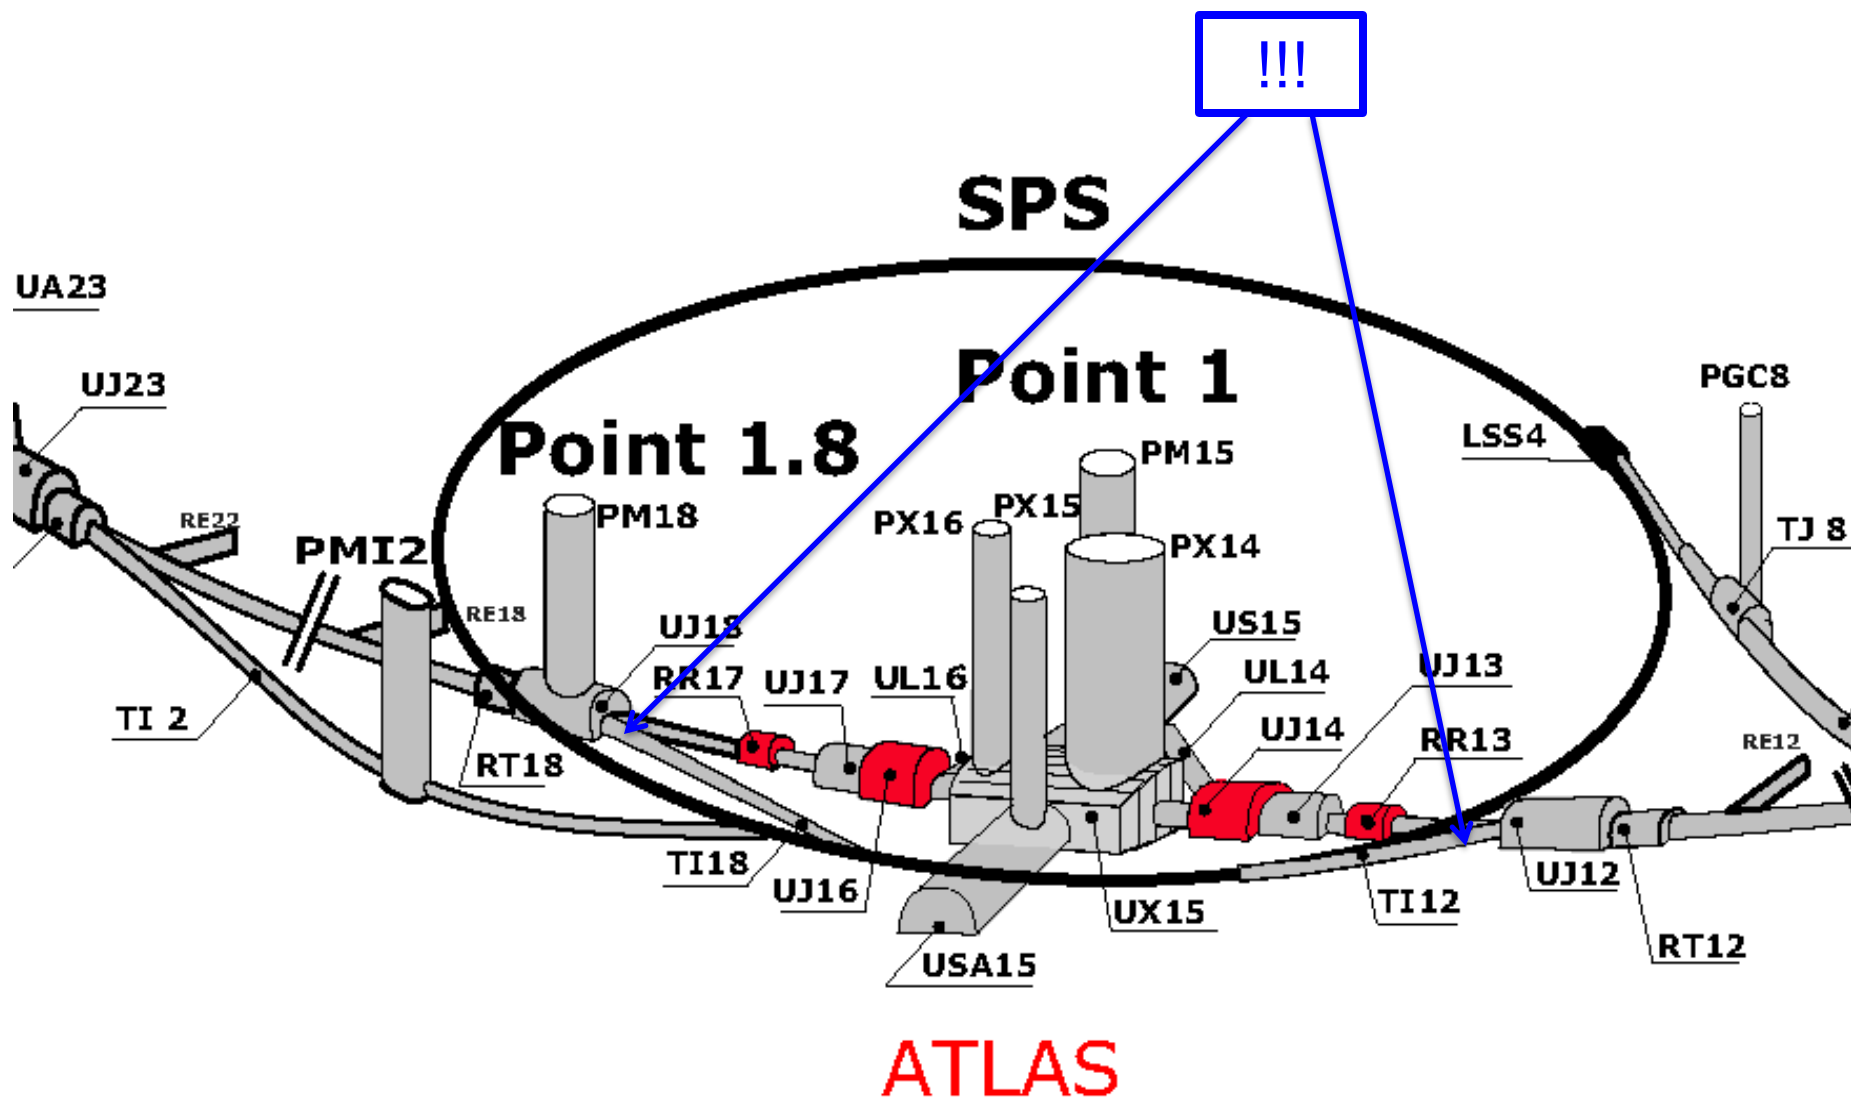 !!!
SPS
UA23
Point 1
PGC8
UJ23
LSS4
Point 1.8
PM15
PX15
PM18
PX16
PX14
RE22
TJ 8
PMI2
RE18
UJ18
US15
RR17
UJ17
UL16
UL14
UJ13
TI 2
UJ14
RR13
RE12
RT18
TI18
UJ16
UX15
TI12
UJ12
RT12
USA15
ATLAS